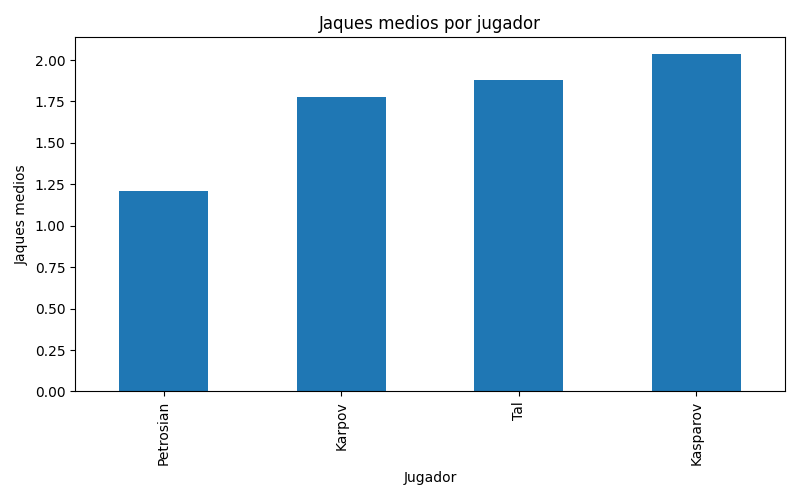 Jaques medios por jugador
Jaques medios
2.00
1.75
1.50
1.25
1.00
0.75
0.50
0.25
0.00
Petrosian
Karpov
Tal
Kasparov
Jugador